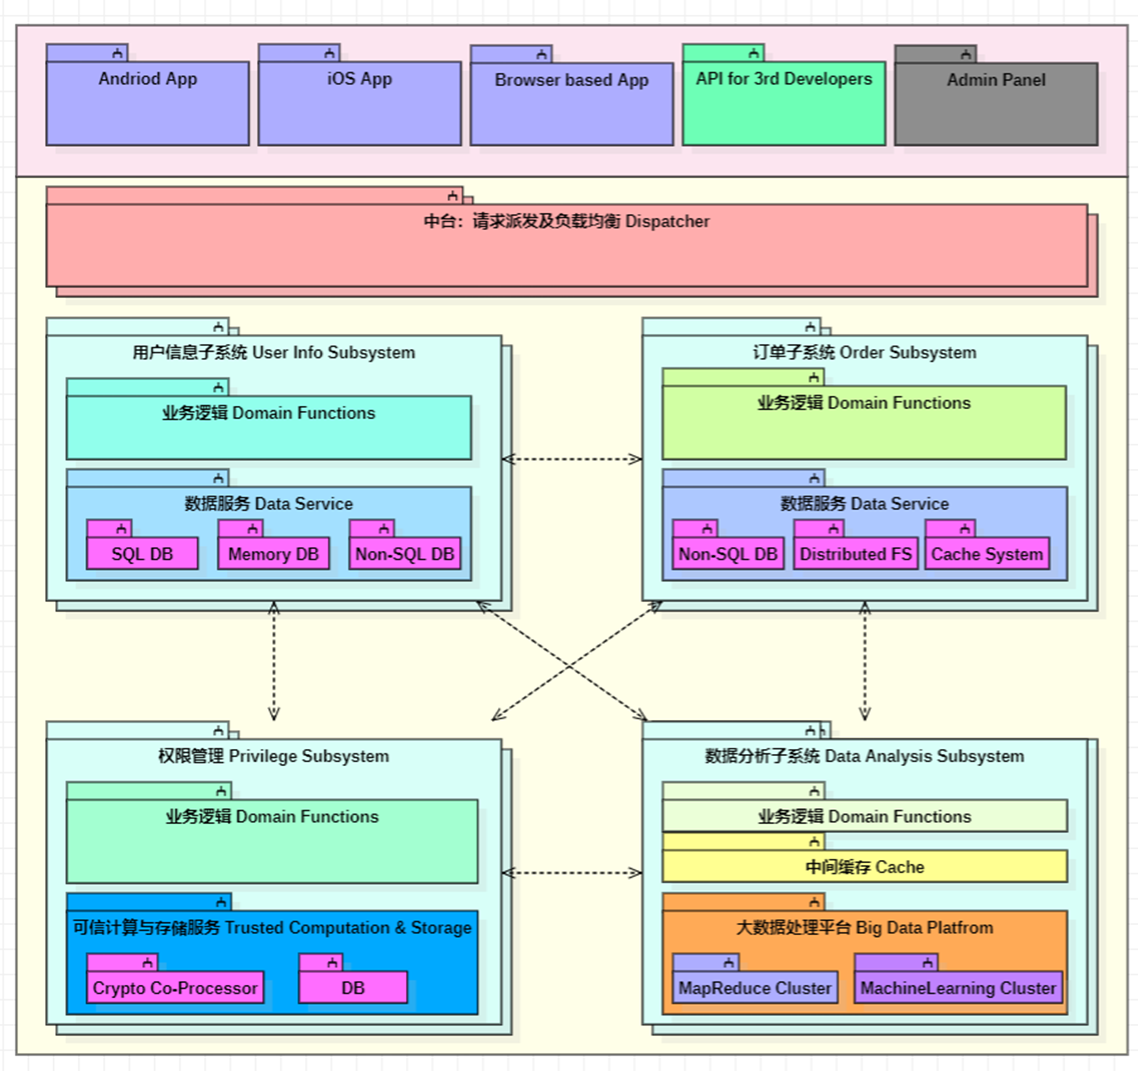 Andriod App
iOS App
Browser based App
API for 3rd Developers
Admin Panel
中台：请求派发及负载均衡 Dispatcher
用户信息子系统 User Info Subsystem
业务逻辑 Domain Functions
数据服务 Data Service
SQL DB
Memory DB
Non-SQL DB
订单子系统 Order Subsystem
业务逻辑 Domain Functions
数据服务 Data Service
Non-SQL DB
Distributed FS
Cache System
权限管理 Privilege Subsystem
业务逻辑 Domain Functions
可信计算与存储服务 Trusted Computation & Storage
Crypto Co-Processor
DB
数据分析子系统 Data Analysis Subsystem
业务逻辑 Domain Functions
中间缓存 Cache
大数据处理平台 Big Data Platfrom
MapReduce Cluster
MachineLearning Cluster